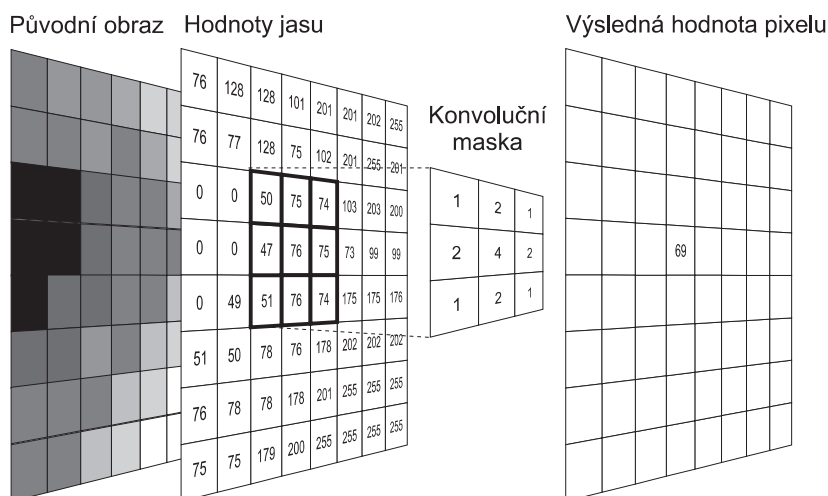 Původní obraz
Hodnoty jasu
Výsledná hodnota pixelu
Konvoluční
maska
76 128 128 101 201 201 202 255
76 77 128 75 102 201 255 201
0 0 50 75 74 103 203 200
0 0 47 76 75 73 99 99
0 49 51 76 74 175 175 176
51 50 78 76 178 202 202 202
76 78 78 178 201 255 255 255
75 75 179 200 255 255 255 255
1 2 1
2 4 2
1 2 1
69